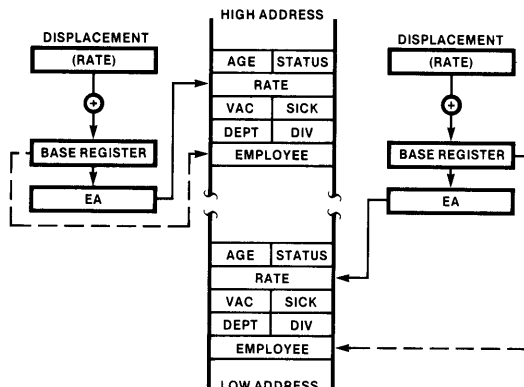 HIGH ADDRESS
DISPLACEMENT
(RATE)
BASE REGISTER
EA
AGE STATUS
RATE
VAC SICK
DEPT DIV
EMPLOYEE
AGE STATUS
RATE
VAC SICK
DEPT DIV
EMPLOYEE
LOW ADDRESS
DISPLACEMENT
(RATE)
BASE REGISTER
EA